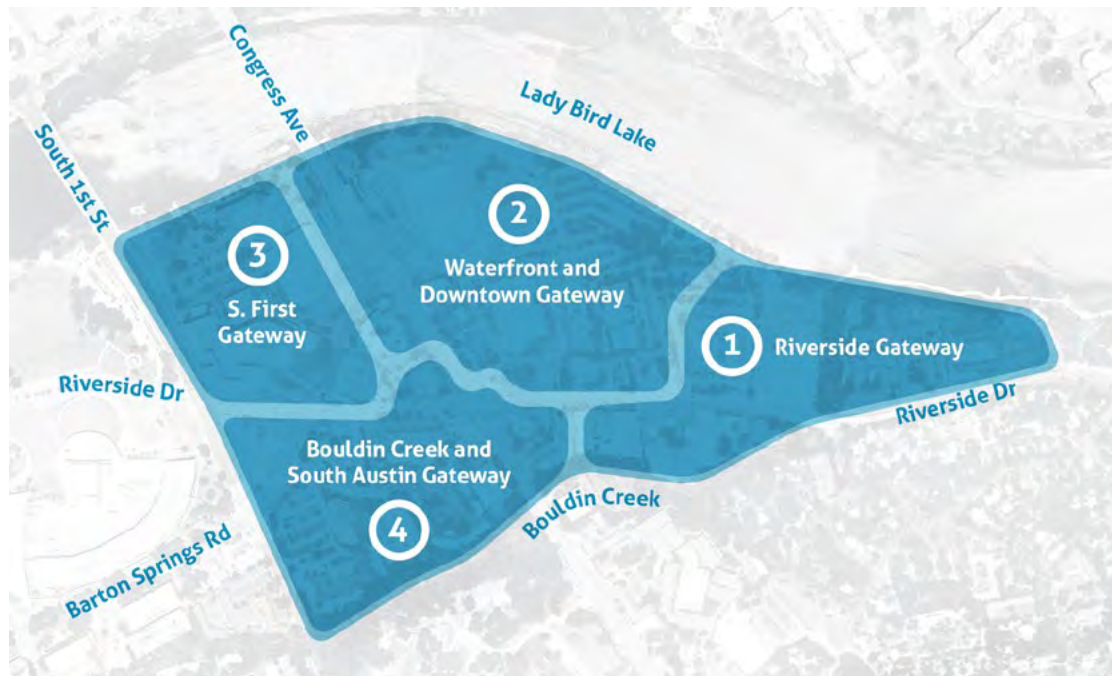 Congress Ave
Lady Bird Lake
South 1st St
2
Waterfront and
Downtown Gateway
3
S. First
Gateway
1
Riverside Gateway
Riverside Dr
Riverside Dr
Bouldin Creek and
South Austin Gateway
4
Bouldin Creek
Barton Springs Rd